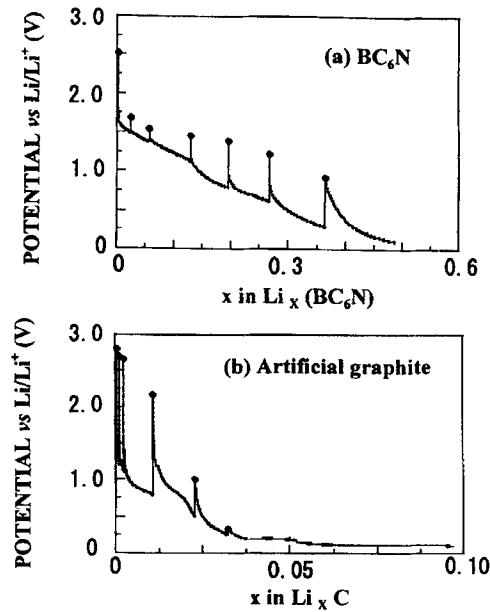 3.0
(a) BC₆N
2.0
1.0
0
POTENTIAL vs Li/Li⁺ (V)
0 0.3 0.6
x in Liₓ (BC₆N)
3.0
(b) Artificial graphite
2.0
1.0
0
POTENTIAL vs Li/Li⁺ (V)
0 0.05 0.10
x in Li ₓ C